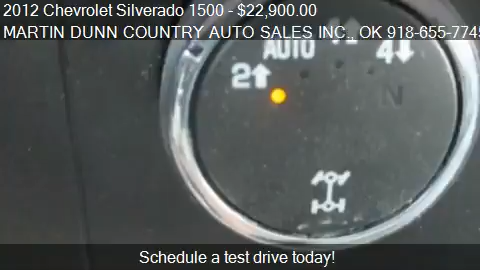 2012 Chevrolet Silverado 1500 - $22,900.00
MARTIN DUNN COUNTRY AUTO SALES INC., OK 918-655-7745
AUTO
2 4
N
Schedule a test drive today!